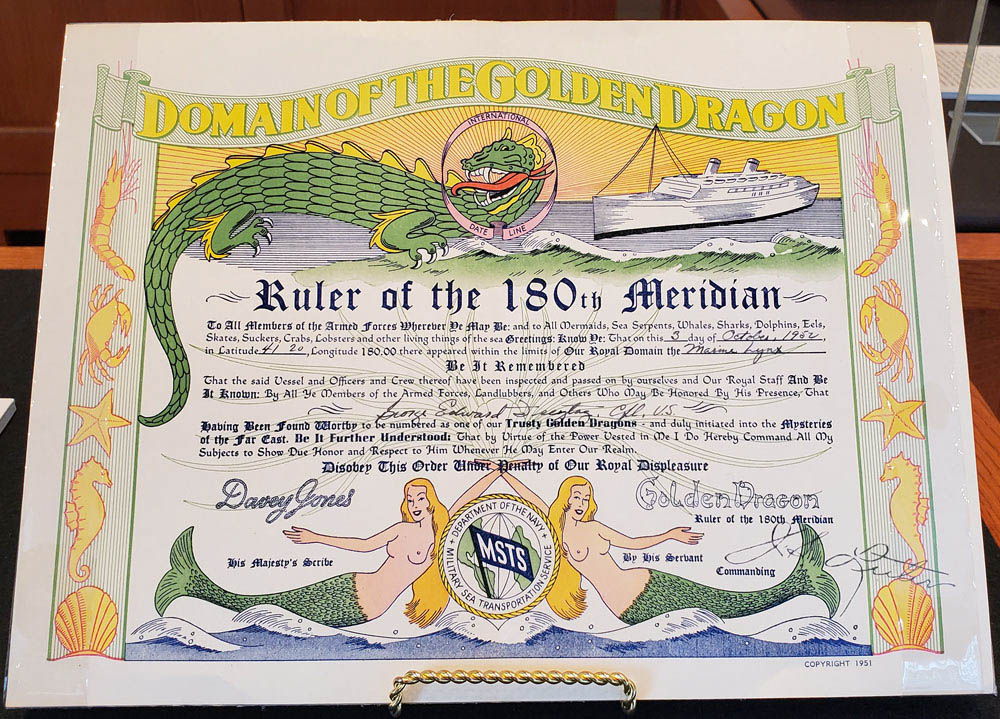 DOMAIN OF THE GOLDEN DRAGON
INTERNATIONAL
DATE LINE
Ruler of the 180th Meridian
To All Members of the Armed Forces Wherever Ye May Be: and to All Mermaids, Sea Serpents, Whales, Sharks, Dolphins, Eels,
Skates, Suckers, Crabs, Lobsters and other living things of the sea Greetings: Know Ye: That on this 3 day of October, 1952,
in Latitude 41 20, Longitude 180.00 there appeared within the limits of Our Royal Domain the Marine Lynx
Be It Remembered
That the said Vessel and Officers and Crew thereof have been inspected and passed on by ourselves and Our Royal Staff And Be
It Known: By All Ye Members of the Armed Forces, Landlubbers, and Others Who May Be Honored By His Presence, That
George Edward Cpl. US
Having Been Found Worthy to be numbered as one of our Trusty Golden Dragons - and duly initiated into the Mysteries
of the Far East. Be It Further Understood: That by Virtue of the Power Vested in Me I Do Hereby Command All My
Subjects to Show Due Honor and Respect to Him Whenever He May Enter Our Realm.
Disobey This Order Under Penalty of Our Royal Displeasure
Davey Jones
Golden Dragon
Ruler of the 180th Meridian
His Majesty's Scribe
DEPARTMENT OF THE NAVY
MSTS
MILITARY SEA TRANSPORTATION SERVICE
By His Servant
Commanding
COPYRIGHT 1951